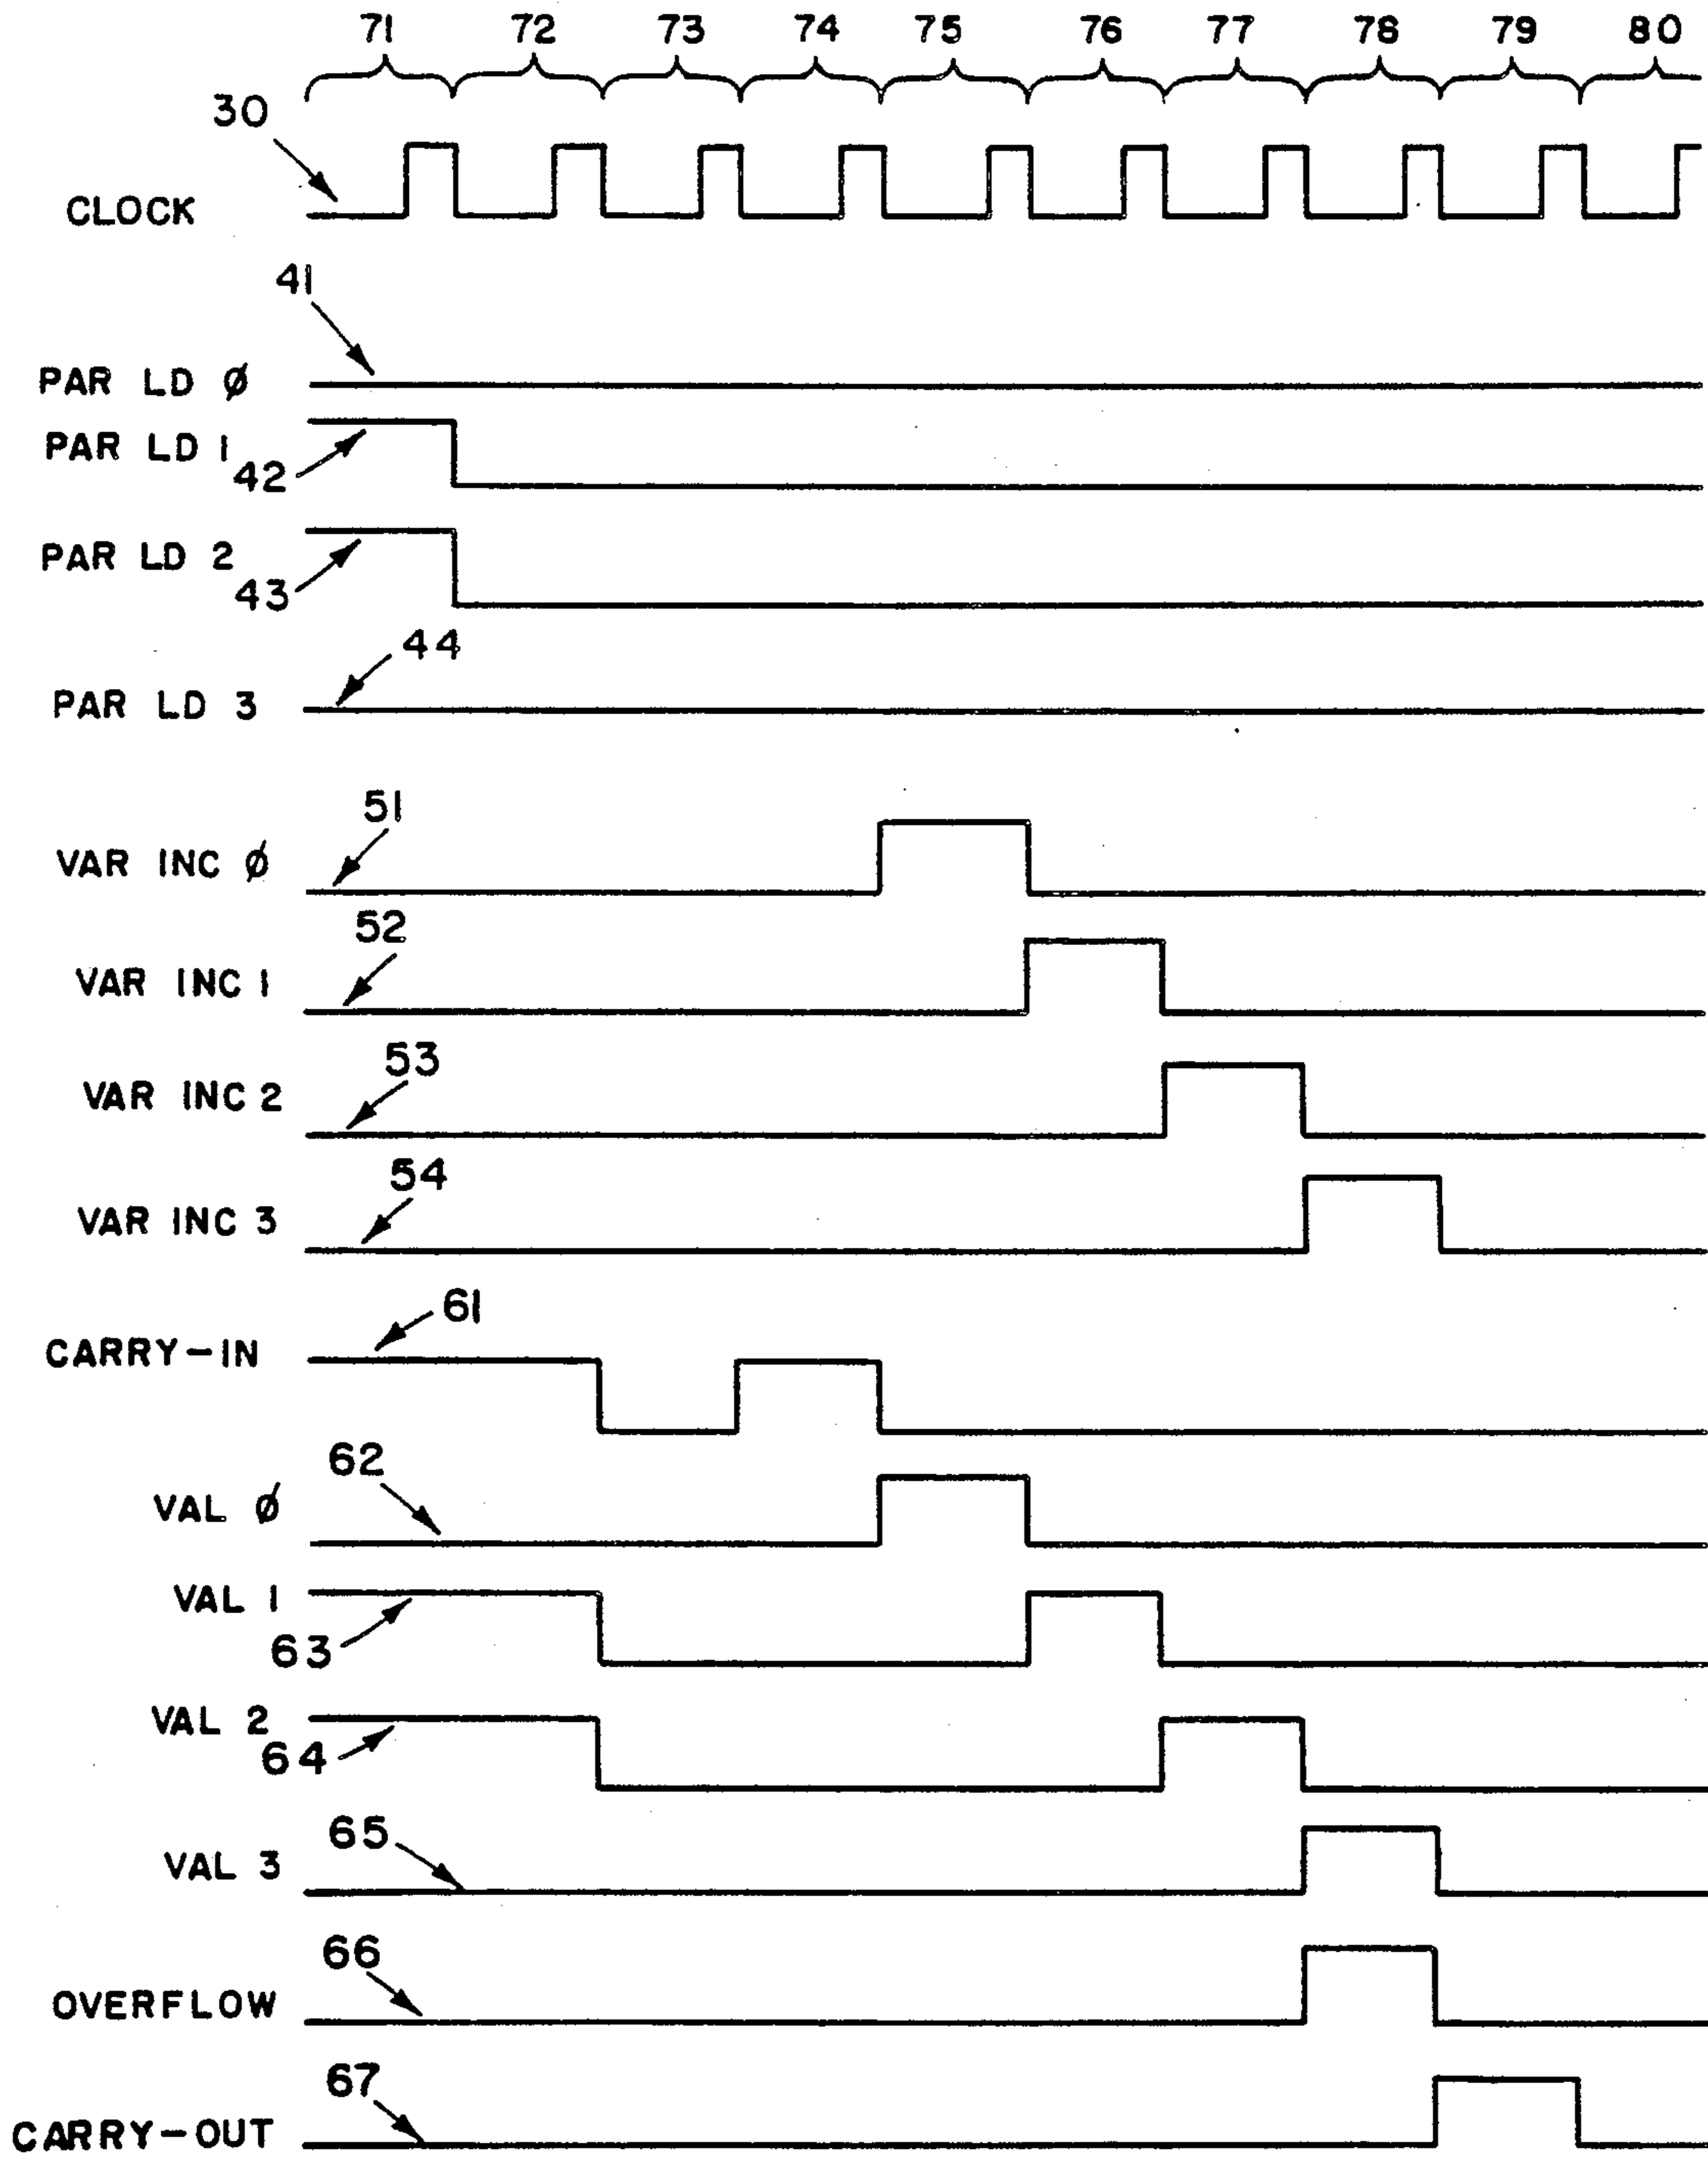 71 72 73 74 75 76 77 78 79 80
30
CLOCK
41
PAR LD Ø
PAR LD 1
42
PAR LD 2
43
44
PAR LD 3
51
VAR INC Ø
52
VAR INC 1
53
VAR INC 2
54
VAR INC 3
61
CARRY-IN
62
VAL Ø
VAL 1
63
VAL 2
64
65
VAL 3
66
OVERFLOW
67
CARRY-OUT